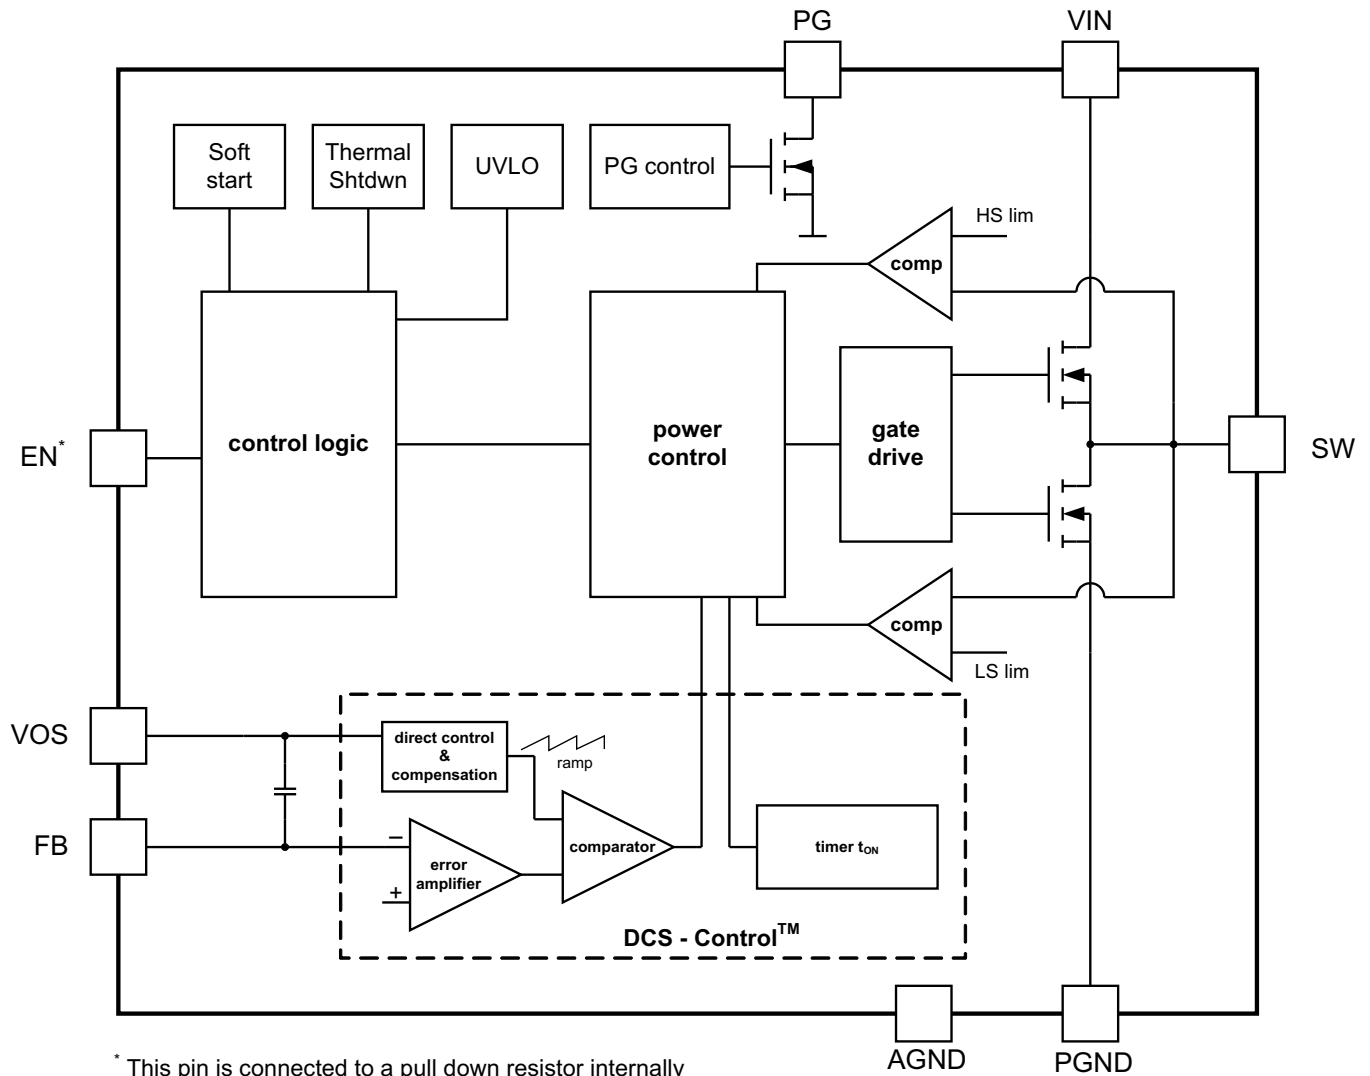 PG
VIN
Soft
start
Thermal
Shtdwn
UVLO
PG control
HS lim
comp
EN*
control logic
power
control
gate
drive
SW
comp
LS lim
VOS
direct control
&
compensation
ramp
FB
−
+
error
amplifier
comparator
timer tON
DCS - Control™
AGND
PGND
* This pin is connected to a pull down resistor internally